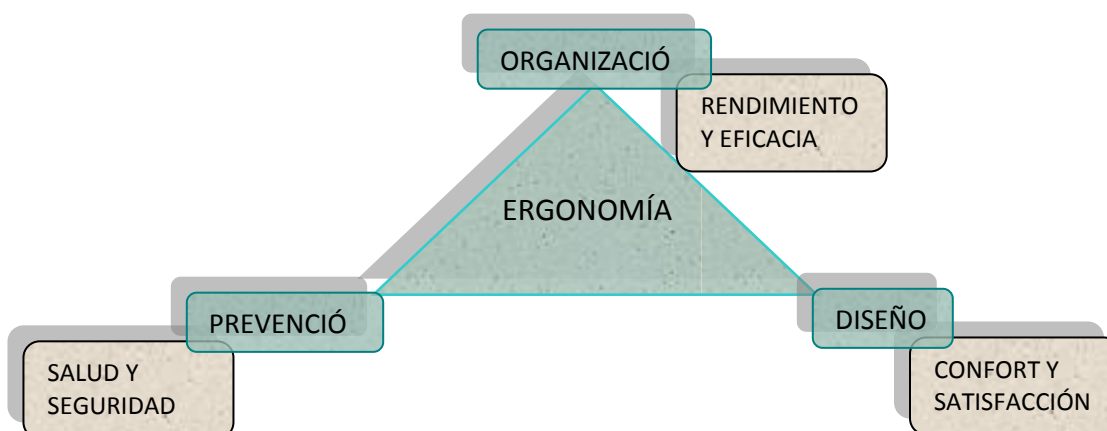 ORGANIZACIÓ
RENDIMIENTO
Y EFICACIA
ERGONOMÍA
PREVENCIÓ
DISEÑO
SALUD Y
SEGURIDAD
CONFORT Y
SATISFACCIÓN